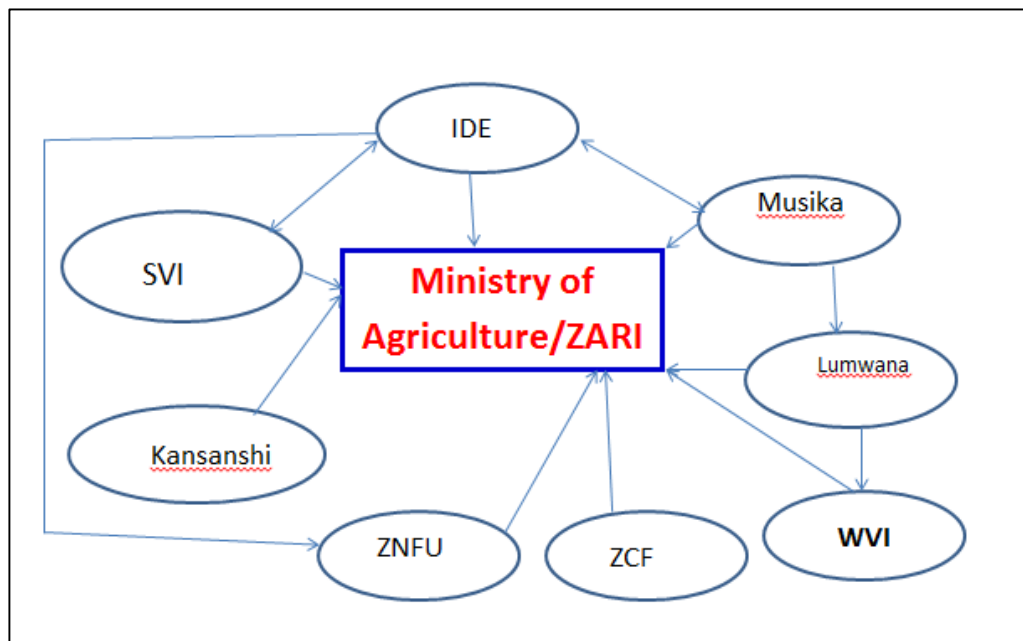 IDE
Musika
SVI
Ministry of
Agriculture/ZARI
Lumwana
Kansanshi
ZNFU
ZCF
WVI